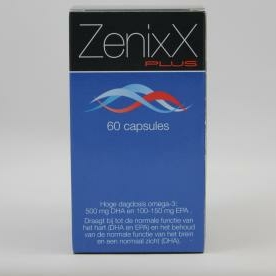 ZenixX
PLUS
60 capsules
Hoge dagdosis omega-3:
500 mg DHA en 100-150 mg EPA .
Draagt bij tot de normale functie van
het hart (DHA en EPA) en het behoud
van de normale functie van het brein
en een normaal zicht (DHA).